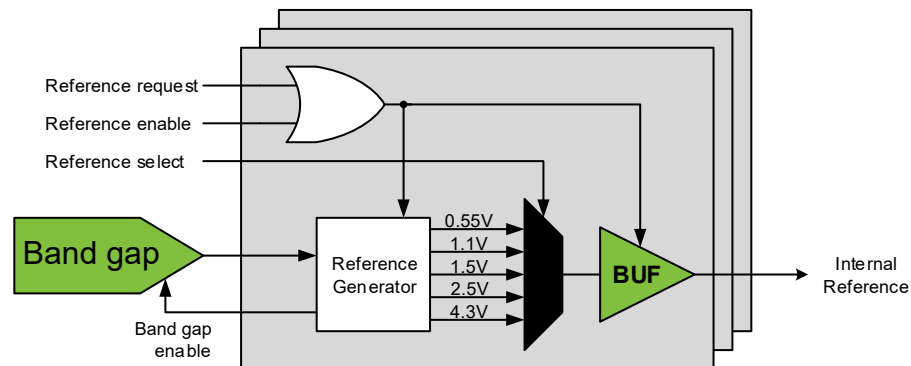 Reference request
Reference enable
Reference select
Band gap
Band gap
enable
Reference
Generator
0.55V
1.1V
1.5V
2.5V
4.3V
BUF
Internal
Reference